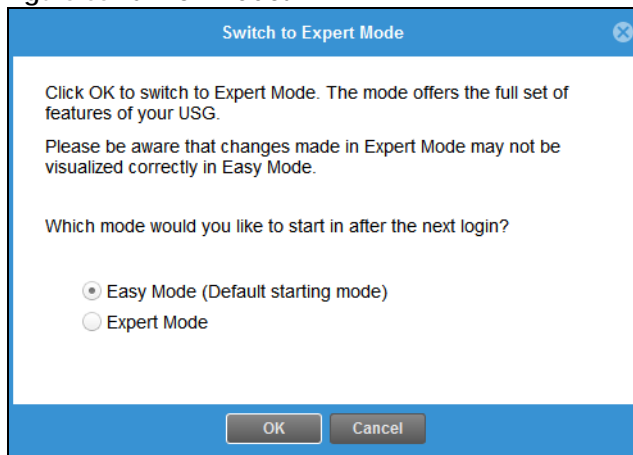 Switch to Expert Mode
Click OK to switch to Expert Mode. The mode offers the full set of
features of your USG.
Please be aware that changes made in Expert Mode may not be
visualized correctly in Easy Mode.
Which mode would you like to start in after the next login?
Easy Mode (Default starting mode)
Expert Mode
OK
Cancel